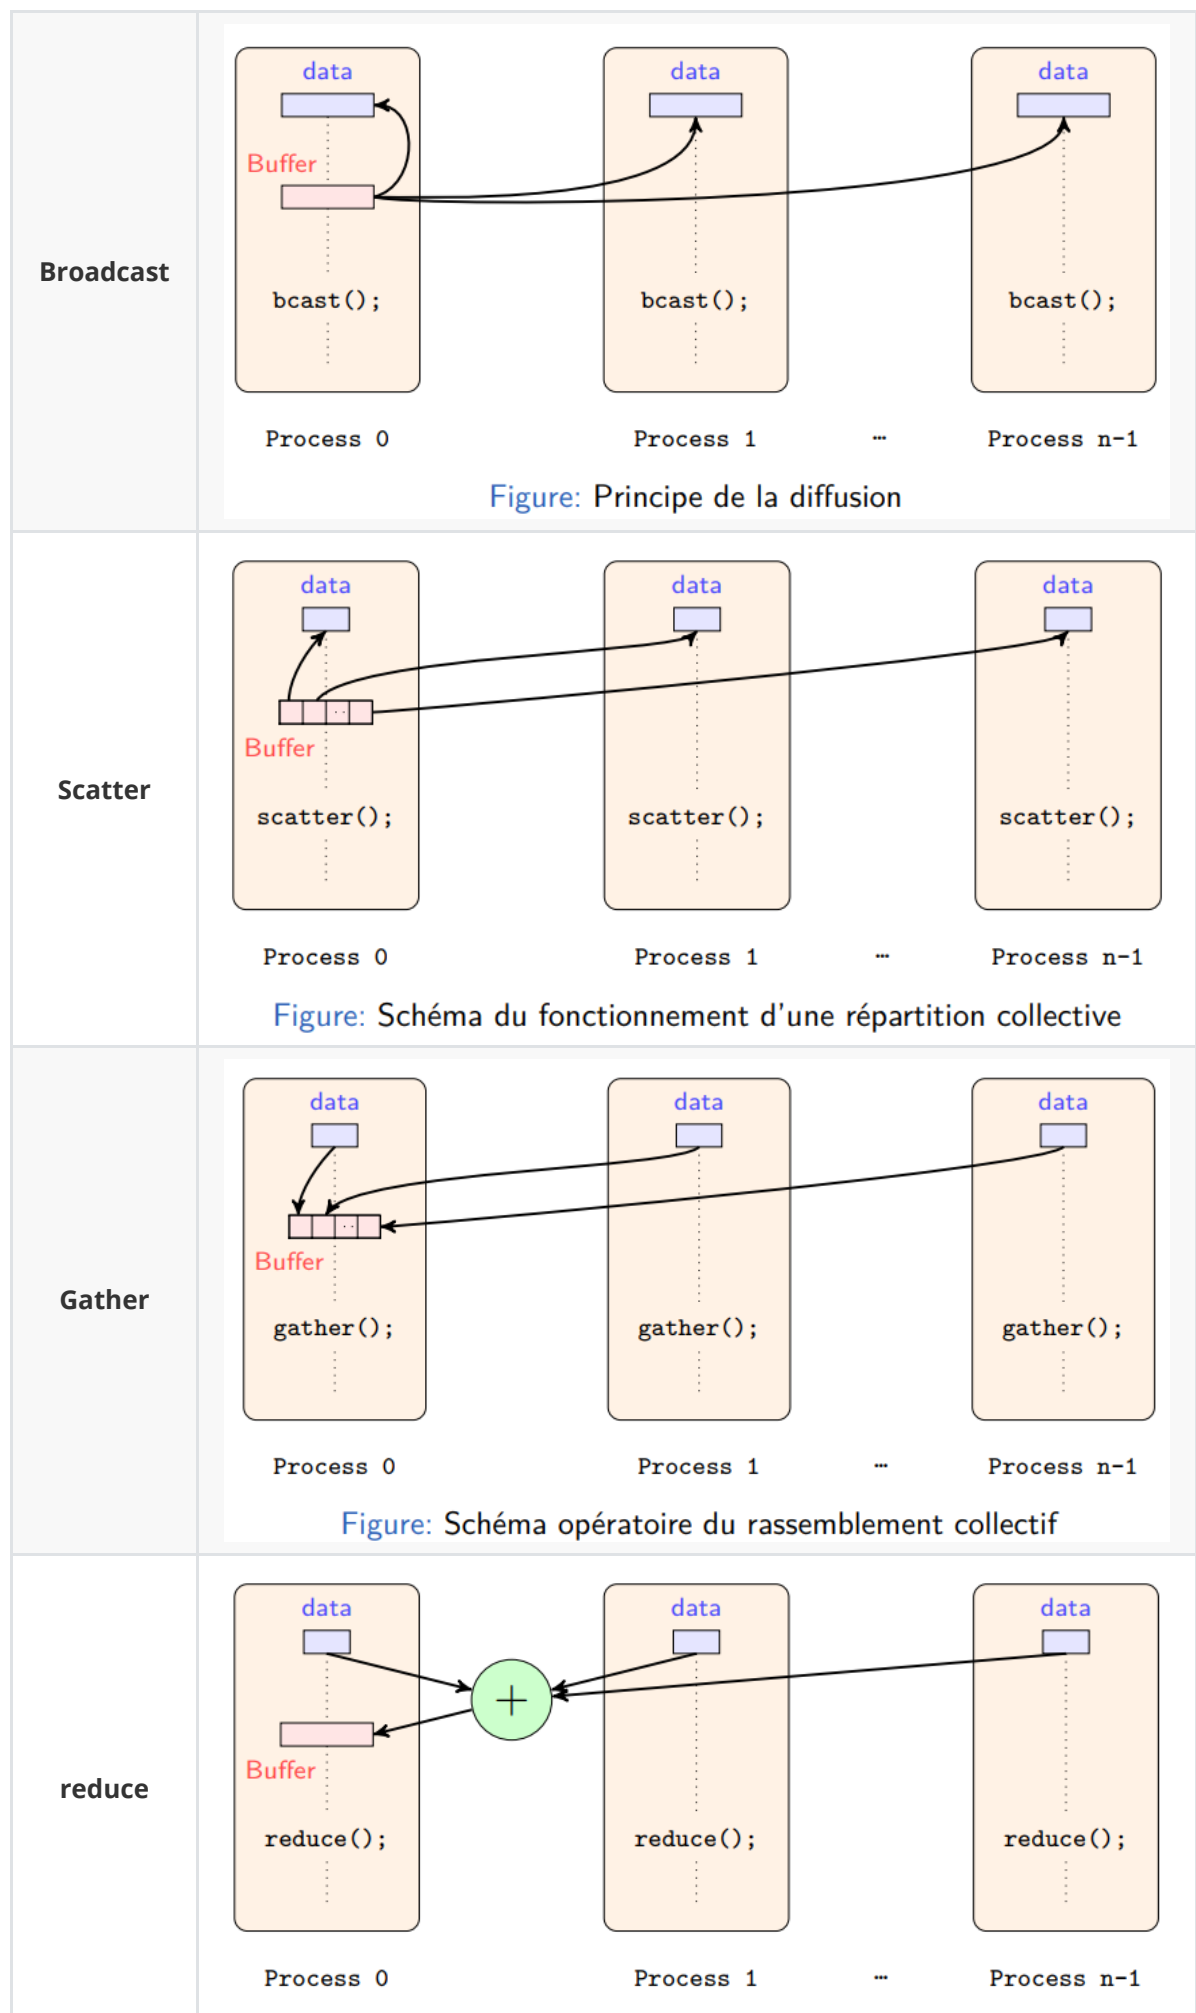 Broadcast
data data data
Buffer
bcast(); bcast(); bcast();
Process 0 Process 1 … Process n-1
Figure: Principe de la diffusion
Scatter
data data data
..
Buffer
scatter(); scatter(); scatter();
Process 0 Process 1 … Process n-1
Figure: Schéma du fonctionnement d'une répartition collective
Gather
data data data
..
Buffer
gather(); gather(); gather();
Process 0 Process 1 … Process n-1
Figure: Schéma opératoire du rassemblement collectif
reduce
data data data
+
Buffer
reduce(); reduce(); reduce();
Process 0 Process 1 … Process n-1